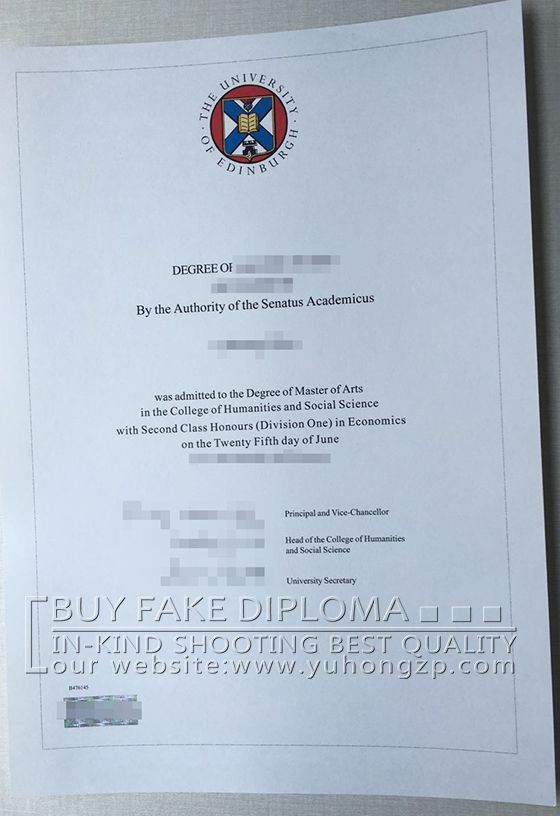 THE UNIVERSITY
OF EDINBURGH
DEGREE OF
By the Authority of the Senatus Academicus
was admitted to the Degree of Master of Arts
in the College of Humanities and Social Science
with Second Class Honours (Division One) in Economics
on the Twenty Fifth day of June
Principal and Vice-Chancellor
Head of the College of Humanities
and Social Science
University Secretary
BUY FAKE DIPLOMA
IN-KIND SHOOTING BEST QUALITY
our website:www.yuhongzp.com
B476145